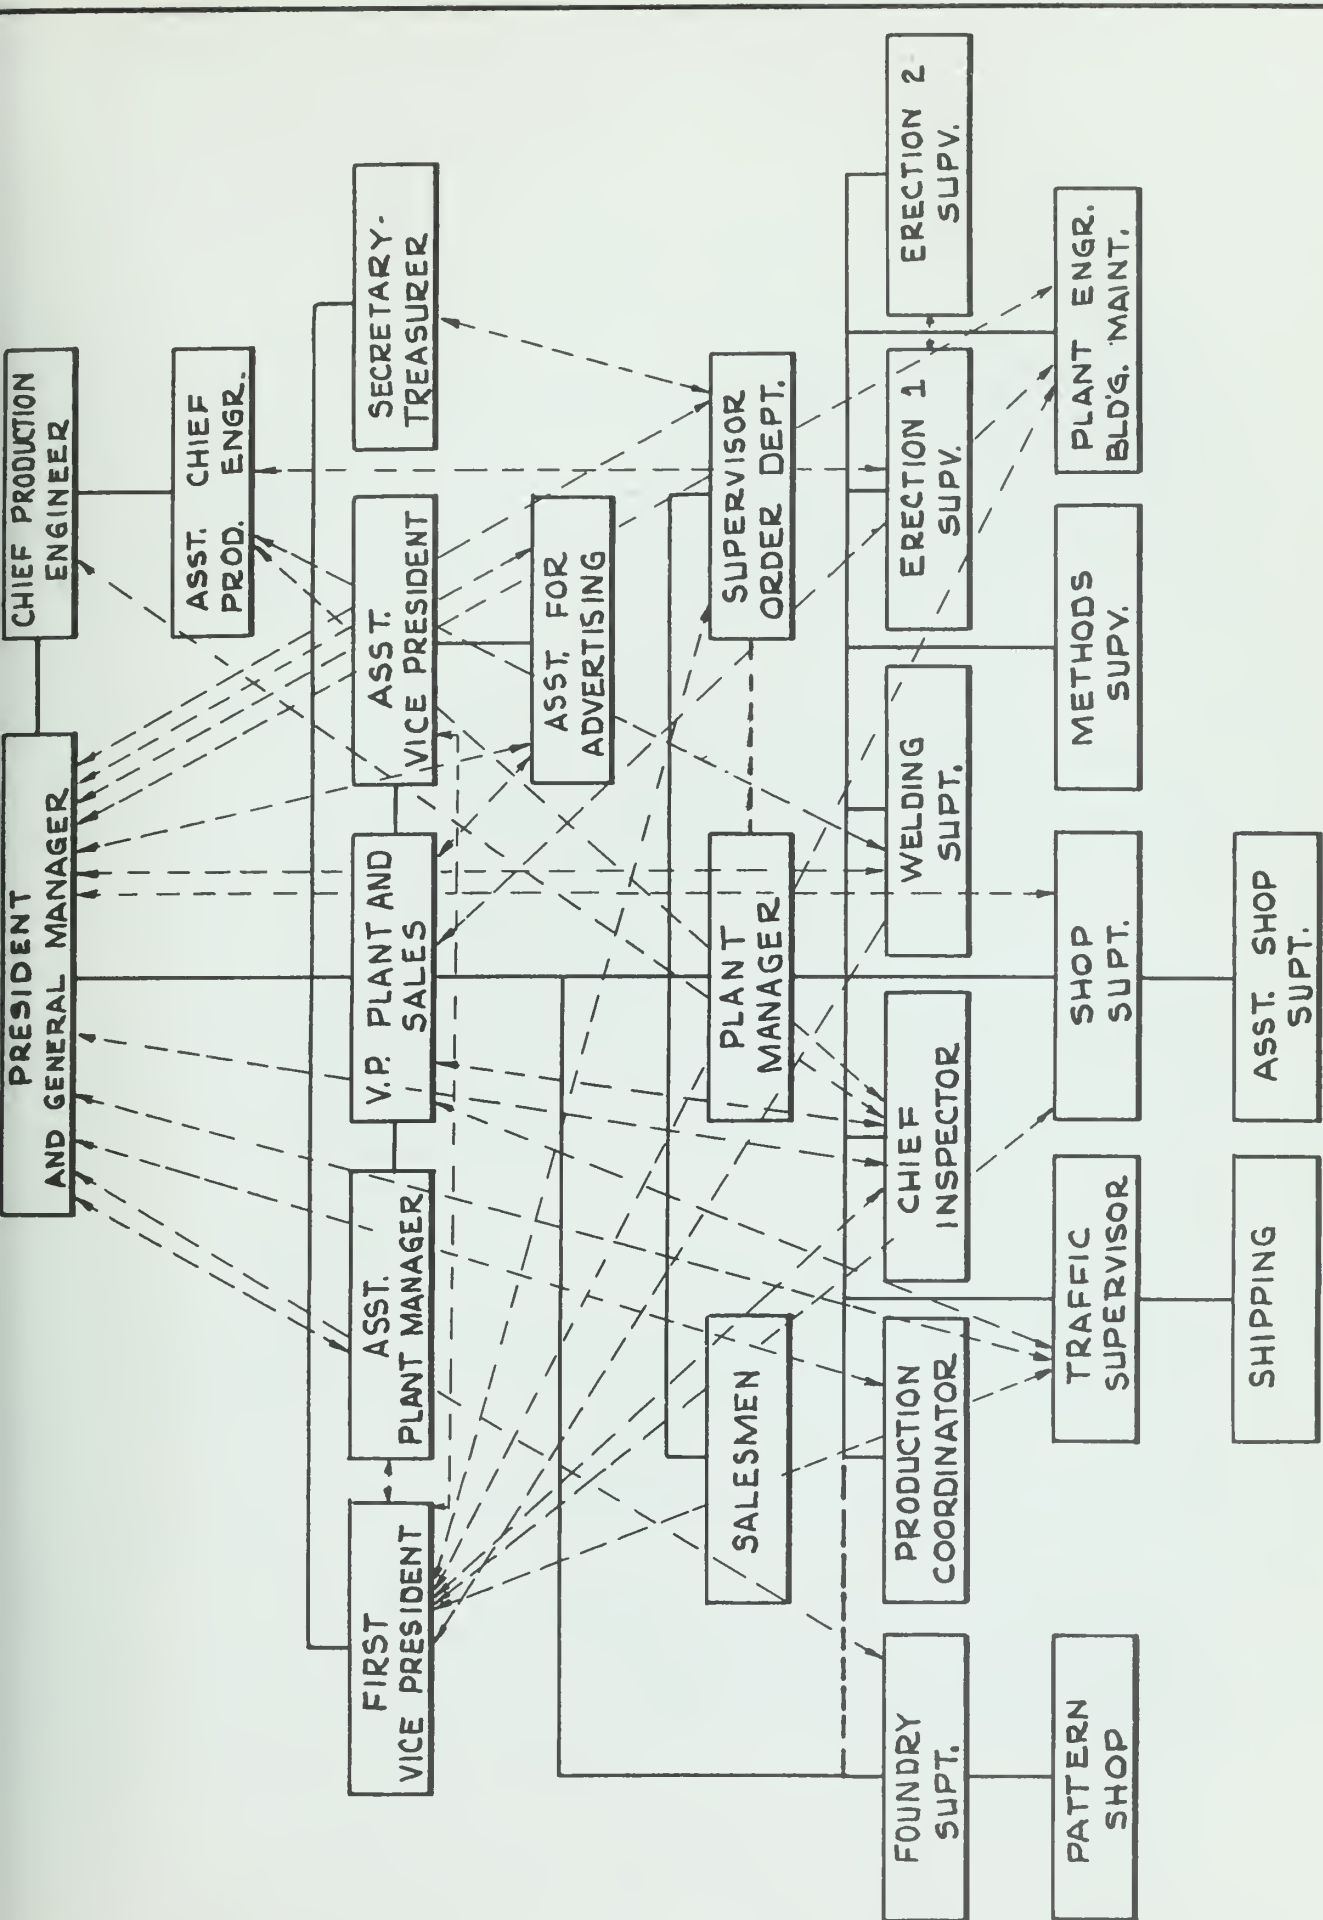 PRESIDENT
AND GENERAL MANAGER
CHIEF PRODUCTION
ENGINEER
ASST. CHIEF
PROD. ENGR.
FIRST
VICE PRESIDENT
ASST.
PLANT MANAGER
V.P. PLANT AND
SALES
ASST.
VICE PRESIDENT
SECRETARY-
TREASURER
ASST. FOR
ADVERTISING
SALESMEN
PLANT
MANAGER
SUPERVISOR
ORDER DEPT.
FOUNDRY
SUPT.
PRODUCTION
COORDINATOR
CHIEF
INSPECTOR
WELDING
SUPT.
ERECTION 1
SUPV.
ERECTION 2
SUPV.
PATTERN
SHOP
TRAFFIC
SUPERVISOR
SHOP
SUPT.
METHODS
SUPV.
PLANT ENGR.
BLD'G. MAINT.
SHIPPING
ASST. SHOP
SUPT.